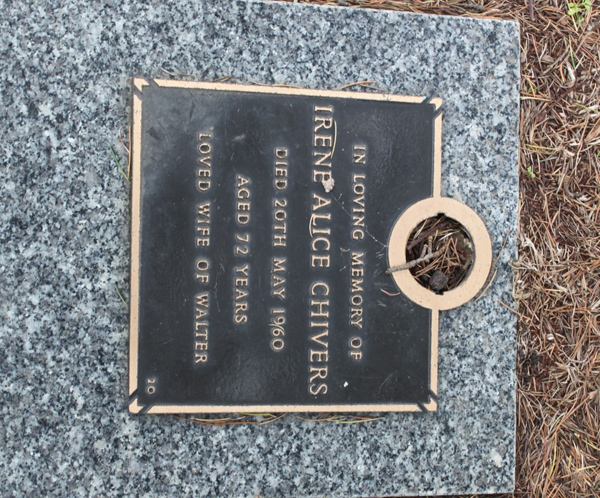 IN LOVING MEMORY OF
IRENE ALICE CHIVERS
DIED 20TH MAY 1960
AGED 72 YEARS
LOVED WIFE OF WALTER
20